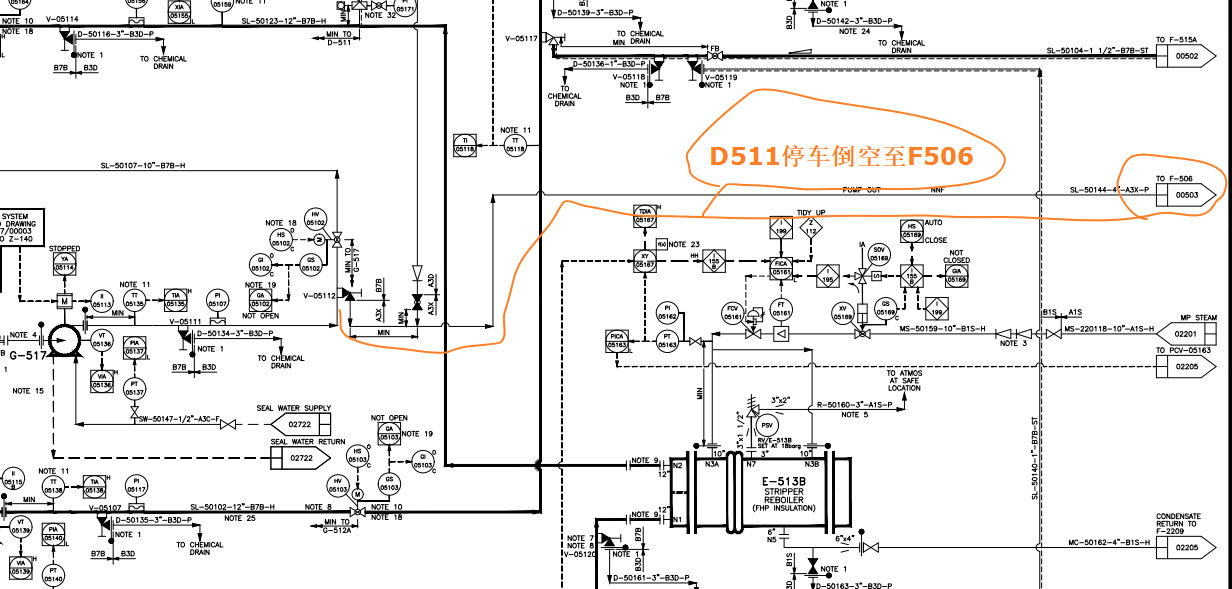 05164
NOTE 10
NOTE 18
V-05114
D-50116-3"-B3D-P
NOTE 1
B7B
B3D
TO CHEMICAL
DRAIN
05156
XIA
05155
05159
NOTE 11
SL-50123-12"-B7B-H
MIN
MIN TO
D-511
NOTE 32
PI
05171
V-05117
D-50139-3"-B3D-P
TO CHEMICAL
DRAIN
MIN
FB
D-50136-1"-B3D-P
V-05118
NOTE 1
V-05119
NOTE 1
TO
CHEMICAL
DRAIN
B3D
B7B
B3D
NOTE 1
D-50142-3"-B3D-P
NOTE 24
TO CHEMICAL
DRAIN
SL-50104-1 1/2"-B7B-ST
TO F-515A
00502
TI
05118
NOTE 11
TT
05118
D511停车倒空至F506
SL-50107-10"-B7B-H
PUMP OUT
NNF
SL-50144-4"-A3X-P
TO F-506
00503
SYSTEM
DRAWING
7/00003
O Z-140
STOPPED
YA
05114
M
NOTE 18
HS
05102
O
C
HV
05102
M
GI
05102
O
C
GS
05102
NOTE 19
GA
05102
NOT OPEN
MIN TO
G-517
V-05112
B7B
A3X
MIN
A3D
A3X
MIN
NOTE 4
G-517
NOTE 15
II
05113
NOTE 11
TT
05135
TIA
05135
H
PI
05107
MIN
V-05111
D-50134-3"-B3D-P
NOTE 1
B7B
B3D
TO CHEMICAL
DRAIN
VT
05136
VIA
05136
H
PIA
05137
L
PT
05137
SW-50147-1/2"-A3C-F
SEAL WATER SUPPLY
02722
SEAL WATER RETURN
02722
NOT OPEN
GA
05103
NOTE 19
HS
05103
O
C
GI
05103
O
C
GS
05103
HV
05103
M
II
05115
NOTE 11
TT
05138
TIA
05138
H
PI
05117
MIN
V-05107
SL-50102-12"-B7B-H
NOTE 25
NOTE 8
NOTE 10
NOTE 18
MIN TO
G-512A
D-50135-3"-B3D-P
NOTE 1
B7B
B3D
TO CHEMICAL
DRAIN
VT
05139
VIA
05139
H
PIA
05140
L
PT
05140
TDIA
05167
H
f(x)
NOTE 23
XY
05167
HH
I
155
B
I
199
TIDY UP
Z
112
FICA
05161
L
I
195
IA
SOV
05169
S
HS
05169
AUTO
CLOSE
I
155
B
NOT
CLOSED
GIA
05169
I
199
PI
05162
PICA
05163
L
PT
05163
FCV
05161
FT
05161
XV
05169
GS
05169
C
MS-50159-10"-B1S-H
NOTE 3
B1S
A1S
MS-220118-10"-A1S-H
MP STEAM
02201
TO PCV-05163
02205
TO ATMOS
AT SAFE
LOCATION
MIN
3"x1 1/2"
3"x2"
R-50160-3"-A1S-P
NOTE 5
PSV
RV/E-513B
SET AT 18barg
10"
3"
10"
N3A
N7
N3B
NOTE 9
N2
12"
E-513B
STRIPPER
REBOILER
(FHP INSULATION)
NOTE 9
12"
N1
6"
N5
6"x4"
SL-50140-1"-B7B-ST
NOTE 7
NOTE 8
V-05120
NOTE 1
B7B
B3D
D-50161-3"-B3D-P
B1S
B3D
NOTE 1
D-50163-3"-B3D-P
MC-50162-4"-B1S-H
CONDENSATE
RETURN TO
F-2209
02205